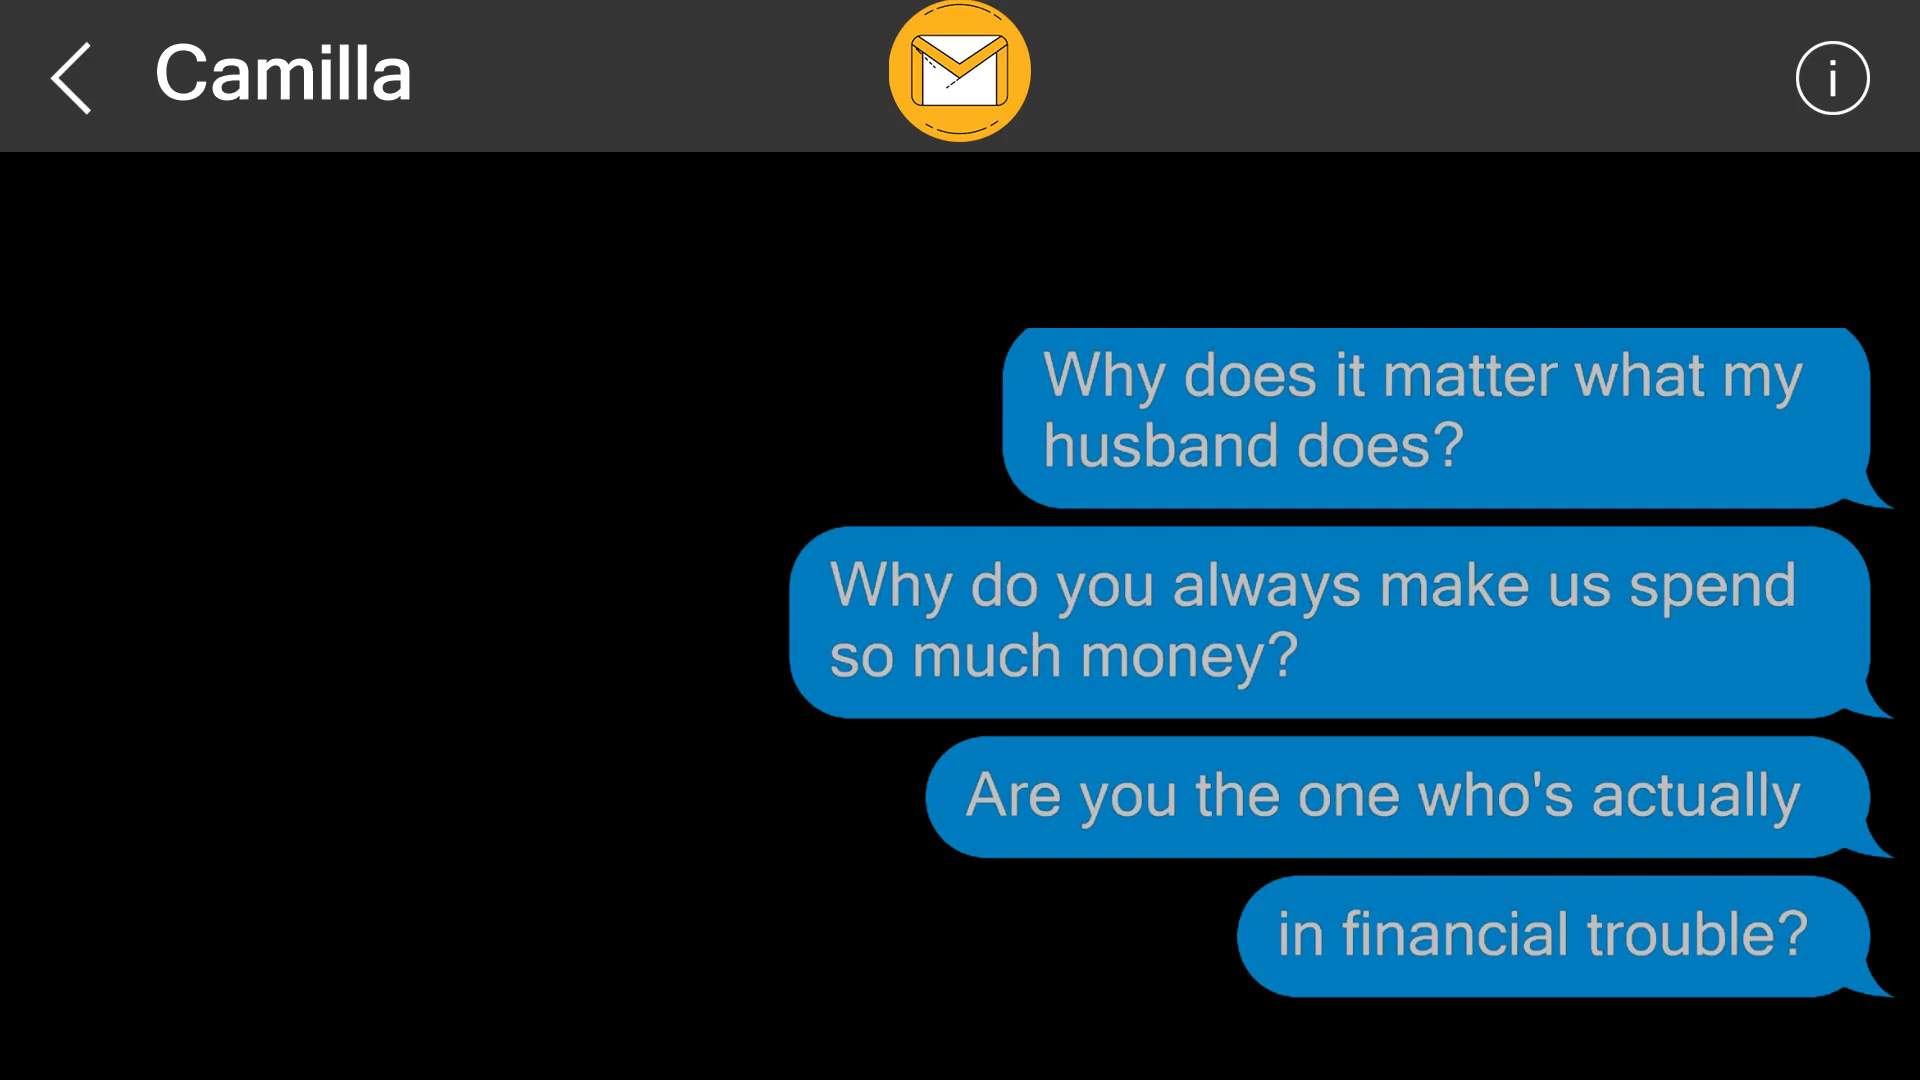 Camilla
Why does it matter what my
husband does?
Why do you always make us spend
so much money?
Are you the one who's actually
in financial trouble?